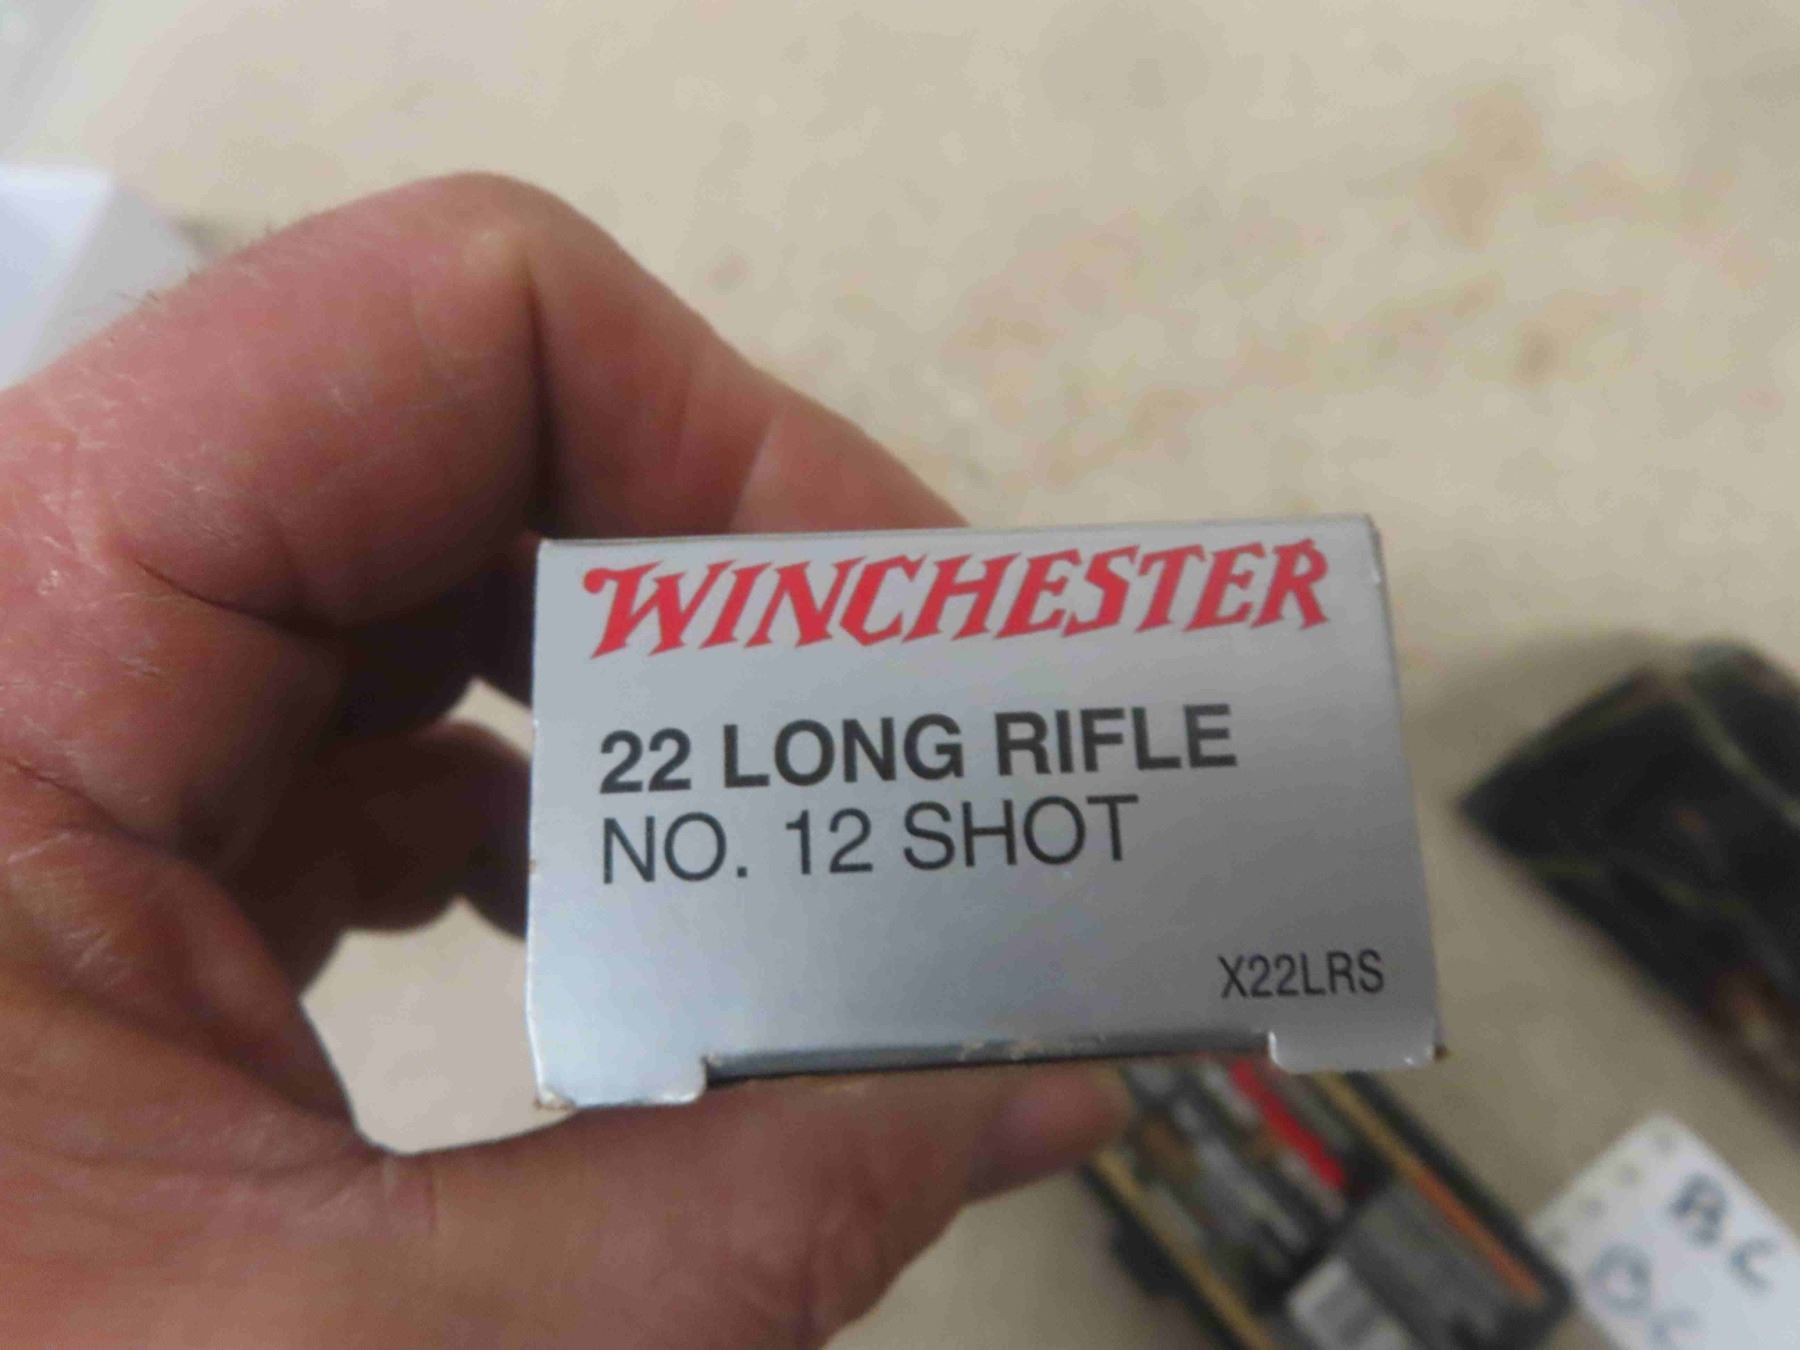 WINCHESTER
22 LONG RIFLE
NO. 12 SHOT
X22LRS